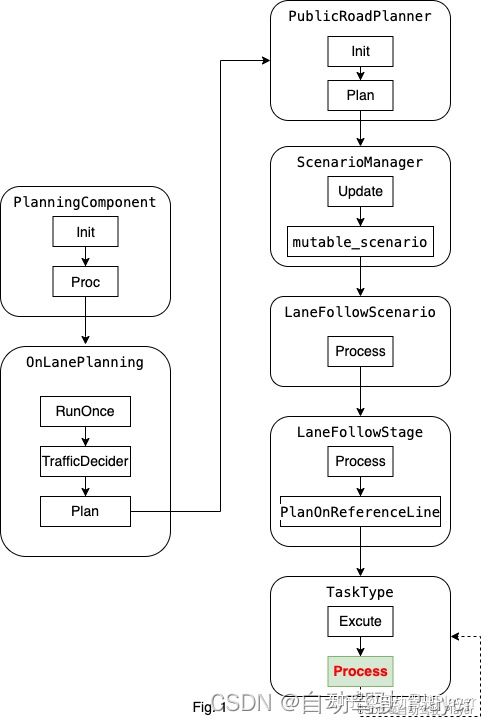 PublicRoadPlanner
Init
Plan
ScenarioManager
Update
mutable_scenario
PlanningComponent
Init
Proc
LaneFollowScenario
Process
OnLanePlanning
RunOnce
TrafficDecider
Plan
LaneFollowStage
Process
PlanOnReferenceLine
TaskType
Excute
Process
Fig. 1
CSDN @自动驾驶